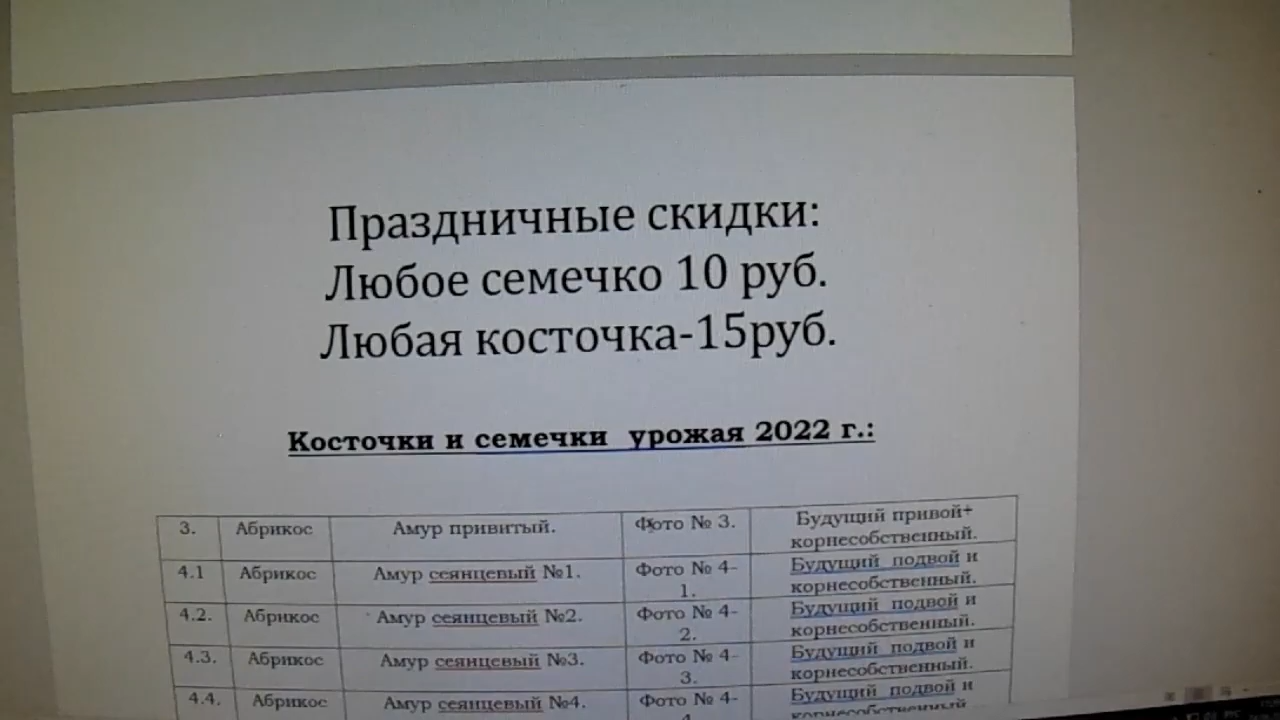 Праздничные скидки:
Любое семечко 10 руб.
Любая косточка-15руб.
Косточки и семечки урожая 2022 г.:
3. Абрикос Амур привитый. Фото № 3. Будущий привой+
корнесобственный.
4.1 Абрикос Амур сеянцевый №1. Фото № 4- Будущий подвой и
1. корнесобственный.
4.2. Абрикос Амур сеянцевый №2. Фото № 4- Будущий подвой и
2. корнесобственный.
4.3. Абрикос Амур сеянцевый №3. Фото № 4- Будущий подвой и
3. корнесобственный.
4.4. Абрикос Амур сеянцевый №4. Фото № 4- Будущий подвой и